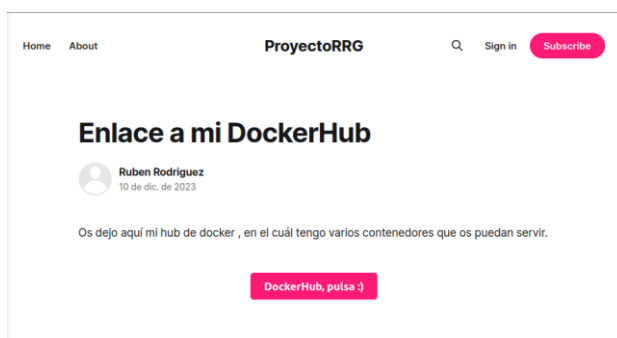 Home About ProyectoRRG Sign in Subscribe
Enlace a mi DockerHub
Ruben Rodriguez
10 de dic. de 2023
Os dejo aquí mi hub de docker , en el cuál tengo varios contenedores que os puedan servir.
DockerHub, pulsa :)